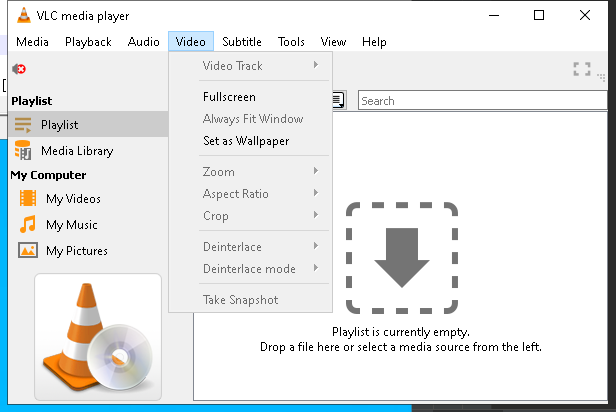 VLC media player
Media Playback Audio Video Subtitle Tools View Help
Video Track
Fullscreen
Always Fit Window
Set as Wallpaper
Zoom
Aspect Ratio
Crop
Deinterlace
Deinterlace mode
Take Snapshot
Search
Playlist
Playlist
Media Library
My Computer
My Videos
My Music
My Pictures
Playlist is currently empty.
Drop a file here or select a media source from the left.